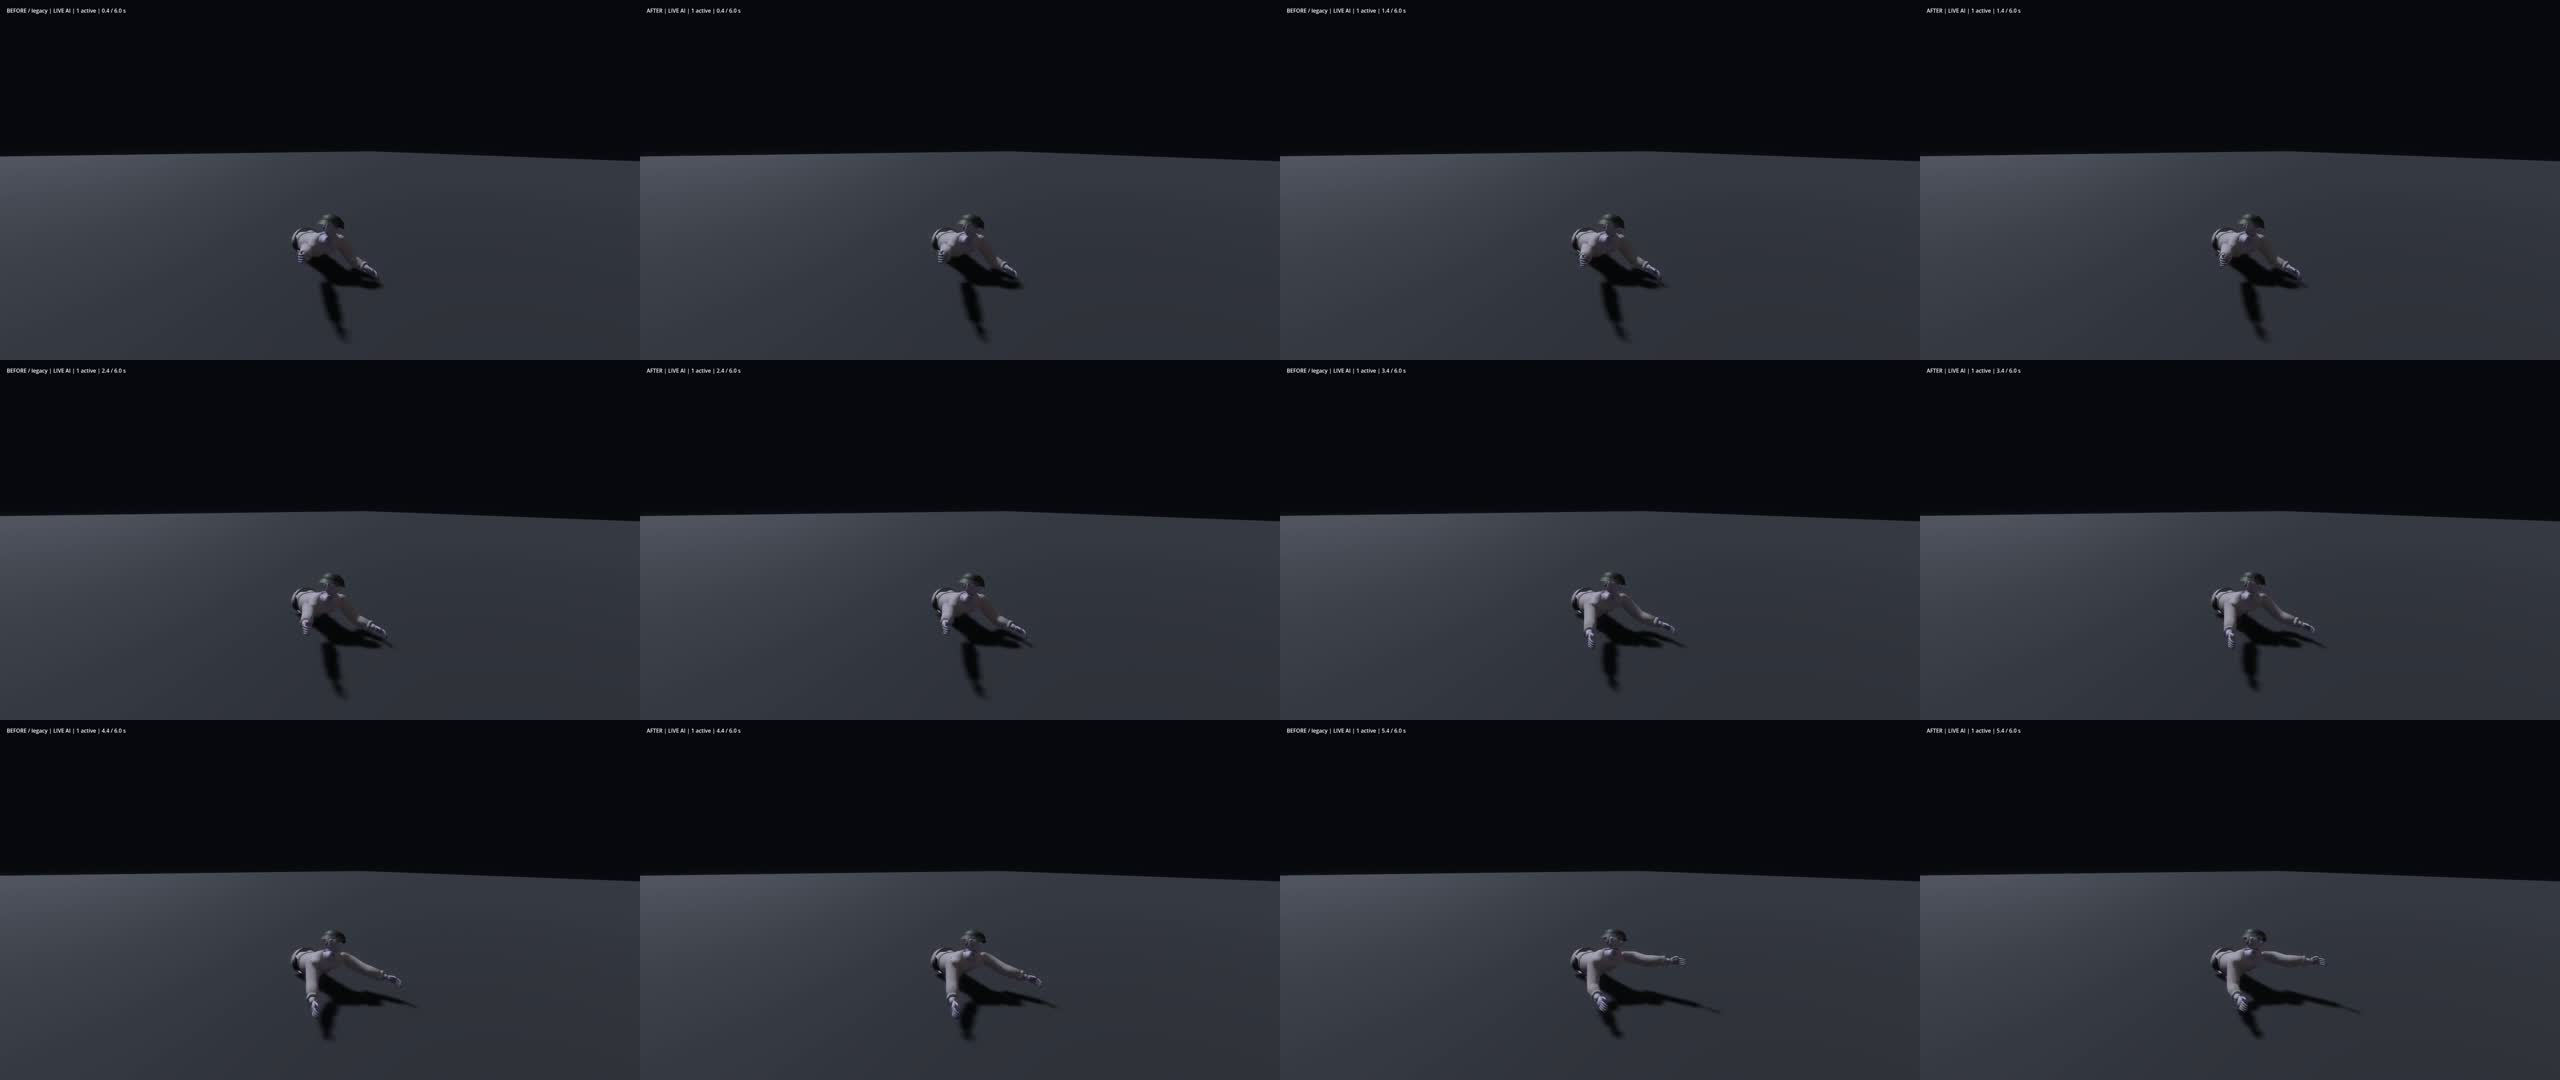 BEFORE / legacy | LIVE AI | 1 active | 0.4 / 6.0 s
AFTER | LIVE AI | 1 active | 0.4 / 6.0 s
BEFORE / legacy | LIVE AI | 1 active | 1.4 / 6.0 s
AFTER | LIVE AI | 1 active | 1.4 / 6.0 s
BEFORE / legacy | LIVE AI | 1 active | 2.4 / 6.0 s
AFTER | LIVE AI | 1 active | 2.4 / 6.0 s
BEFORE / legacy | LIVE AI | 1 active | 3.4 / 6.0 s
AFTER | LIVE AI | 1 active | 3.4 / 6.0 s
BEFORE / legacy | LIVE AI | 1 active | 4.4 / 6.0 s
AFTER | LIVE AI | 1 active | 4.4 / 6.0 s
BEFORE / legacy | LIVE AI | 1 active | 5.4 / 6.0 s
AFTER | LIVE AI | 1 active | 5.4 / 6.0 s